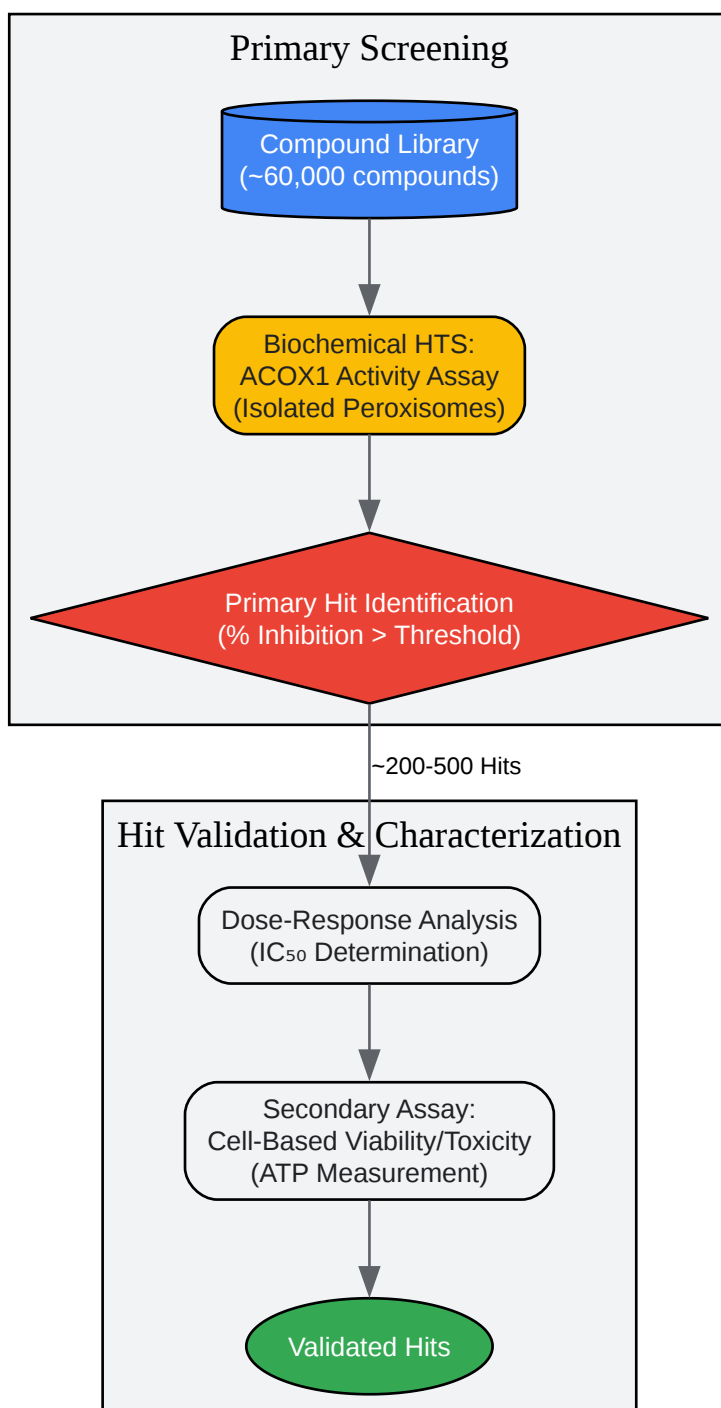 Primary Screening
Compound Library
(~60,000 compounds)
Biochemical HTS:
ACOX1 Activity Assay
(Isolated Peroxisomes)
Primary Hit Identification
(% Inhibition > Threshold)
~200-500 Hits
Hit Validation & Characterization
Dose-Response Analysis
(IC₅₀ Determination)
Secondary Assay:
Cell-Based Viability/Toxicity
(ATP Measurement)
Validated Hits